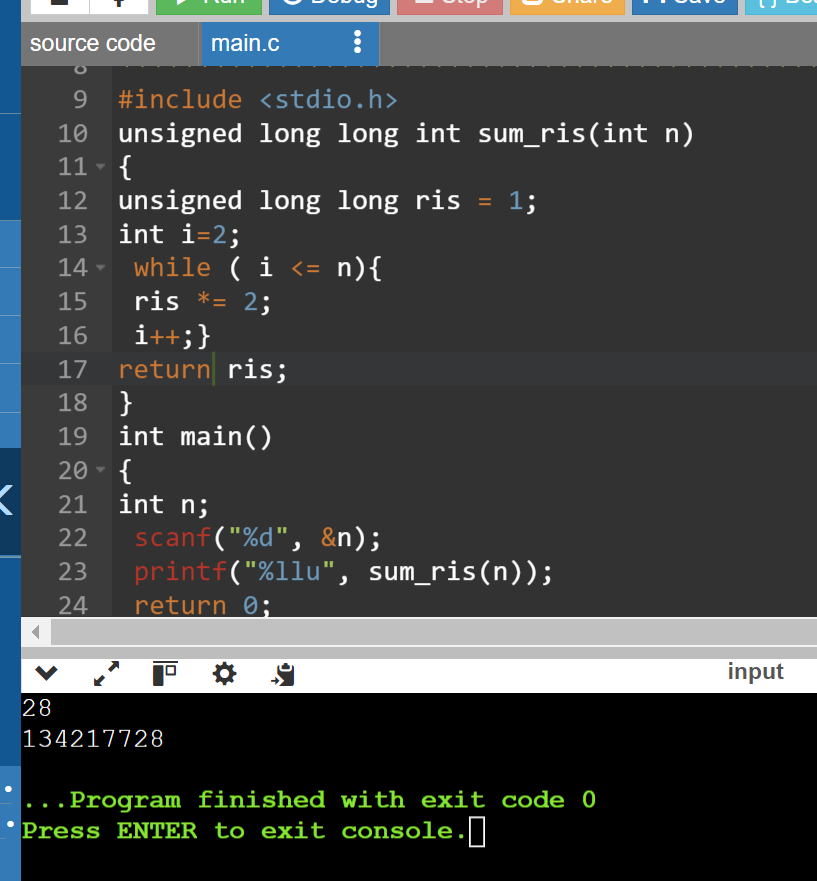 Run Debug Stop Share Save
source code main.c
8
9 #include <stdio.h>
10 unsigned long long int sum_ris(int n)
11 {
12 unsigned long long ris = 1;
13 int i=2;
14 while ( i <= n){
15 ris *= 2;
16 i++;}
17 return ris;
18 }
19 int main()
20 {
21 int n;
22 scanf("%d", &n);
23 printf("%llu", sum_ris(n));
24 return 0;
input
28
134217728
...Program finished with exit code 0
Press ENTER to exit console.